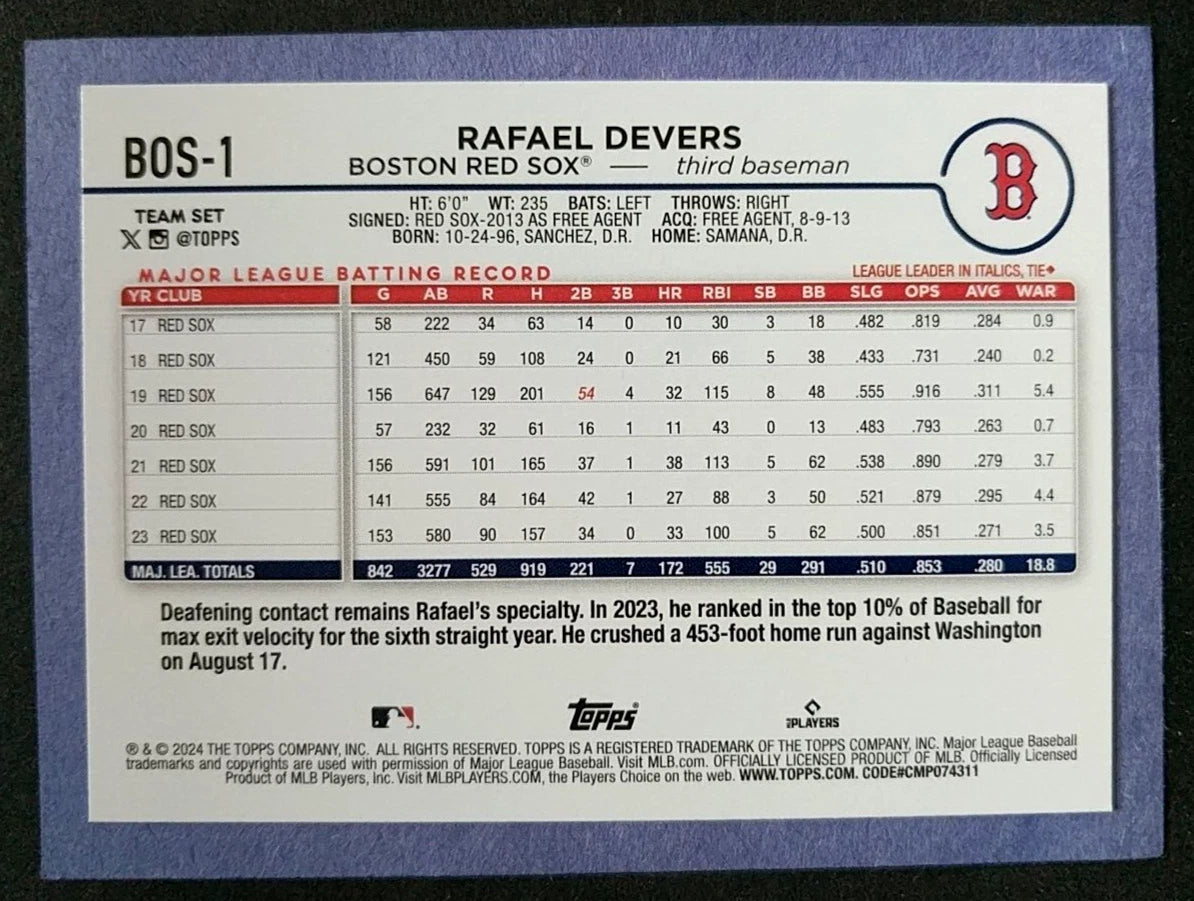 BOS-1
RAFAEL DEVERS
BOSTON RED SOX® — third baseman
B
TEAM SET
@TOPPS
HT: 6'0" WT: 235 BATS: LEFT THROWS: RIGHT
SIGNED: RED SOX-2013 AS FREE AGENT ACQ: FREE AGENT, 8-9-13
BORN: 10-24-96, SANCHEZ, D.R. HOME: SAMANA, D.R.
MAJOR LEAGUE BATTING RECORD LEAGUE LEADER IN ITALICS, TIE♦
YR CLUB G AB R H 2B 3B HR RBI SB BB SLG OPS AVG WAR
17 RED SOX 58 222 34 63 14 0 10 30 3 18 .482 .819 .284 0.9
18 RED SOX 121 450 59 108 24 0 21 66 5 38 .433 .731 .240 0.2
19 RED SOX 156 647 129 201 54 4 32 115 8 48 .555 .916 .311 5.4
20 RED SOX 57 232 32 61 16 1 11 43 0 13 .483 .793 .263 0.7
21 RED SOX 156 591 101 165 37 1 38 113 5 62 .538 .890 .279 3.7
22 RED SOX 141 555 84 164 42 1 27 88 3 50 .521 .879 .295 4.4
23 RED SOX 153 580 90 157 34 0 33 100 5 62 .500 .851 .271 3.5
MAJ. LEA. TOTALS 842 3277 529 919 221 7 172 555 29 291 .510 .853 .280 18.8
Deafening contact remains Rafael's specialty. In 2023, he ranked in the top 10% of Baseball for
max exit velocity for the sixth straight year. He crushed a 453-foot home run against Washington
on August 17.
Topps®
PLAYERS
® & © 2024 THE TOPPS COMPANY, INC. ALL RIGHTS RESERVED. TOPPS IS A REGISTERED TRADEMARK OF THE TOPPS COMPANY, INC. Major League Baseball
trademarks and copyrights are used with permission of Major League Baseball. Visit MLB.com. OFFICIALLY LICENSED PRODUCT OF MLB. Officially Licensed
Product of MLB Players, Inc. Visit MLBPLAYERS.COM, the Players Choice on the web. WWW.TOPPS.COM. CODE#CMP074311